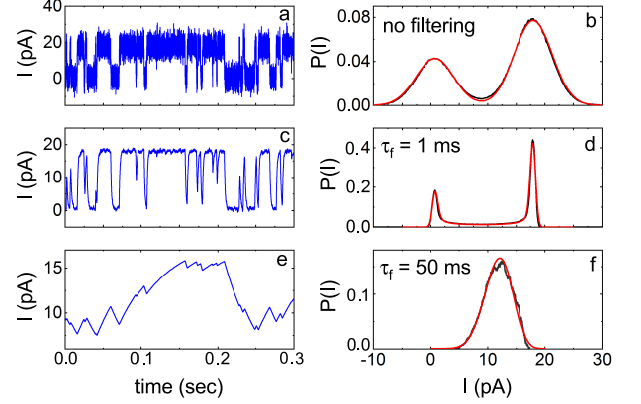 a
I (pA)
40
20
0
b
no filtering
P(I)
0.08
0.04
0.00
c
I (pA)
20
10
0
d
τf = 1 ms
P(I)
0.4
0.2
0.0
e
I (pA)
15
10
0.0 0.1 0.2 0.3
time (sec)
f
τf = 50 ms
P(I)
0.1
0.0
-10 0 10 20 30
I (pA)